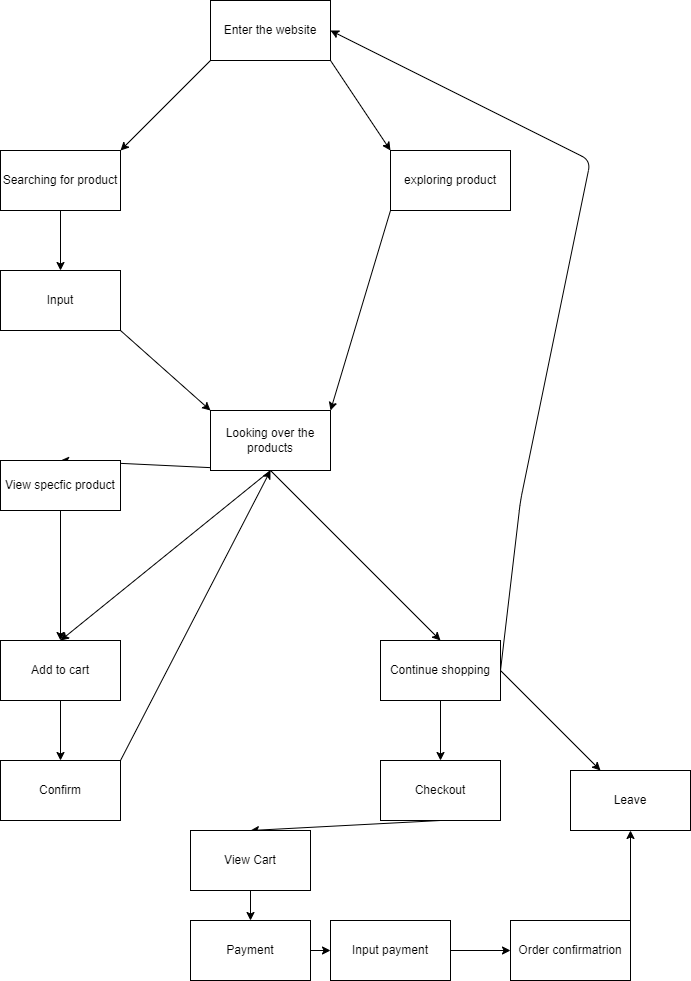 Enter the website
Searching for product
exploring product
Input
Looking over the
products
View specfic product
Add to cart
Continue shopping
Confirm
Checkout
Leave
View Cart
Payment
Input payment
Order confirmatrion